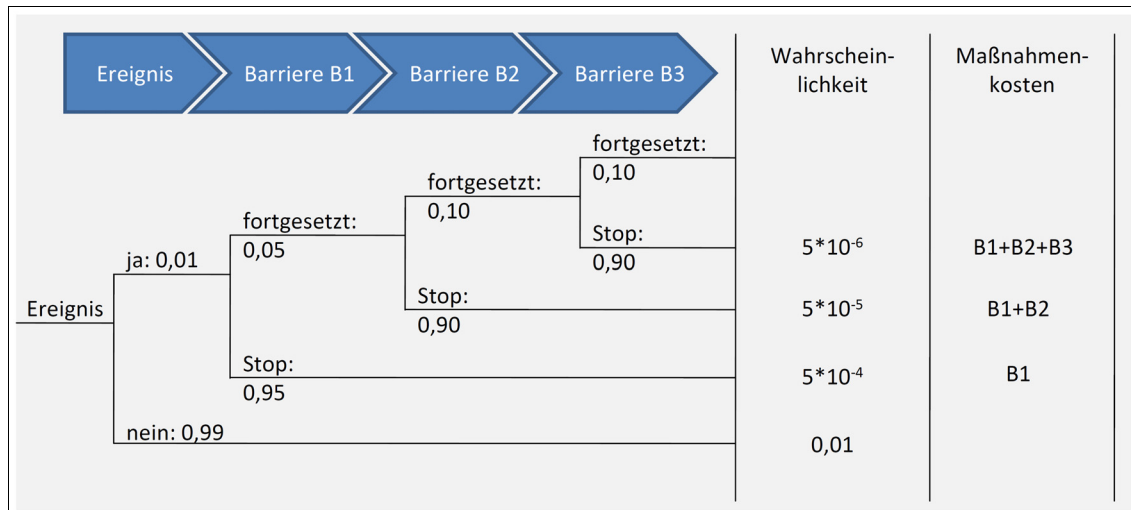 Ereignis
Barriere B1
Barriere B2
Barriere B3
Wahrschein-
lichkeit
Maßnahmen-
kosten
fortgesetzt:
0,10
fortgesetzt:
0,10
Stop:
0,90
5*10⁻⁶
B1+B2+B3
fortgesetzt:
0,05
ja: 0,01
Ereignis
Stop:
0,90
5*10⁻⁵
B1+B2
Stop:
0,95
5*10⁻⁴
B1
nein: 0,99
0,01